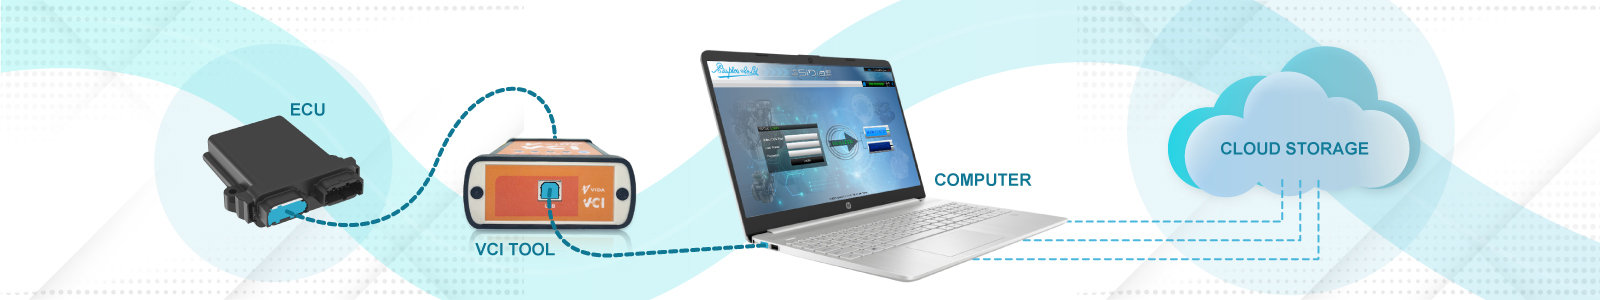 ECU
VIDA
VCI
VCI TOOL
COMPUTER
CLOUD STORAGE